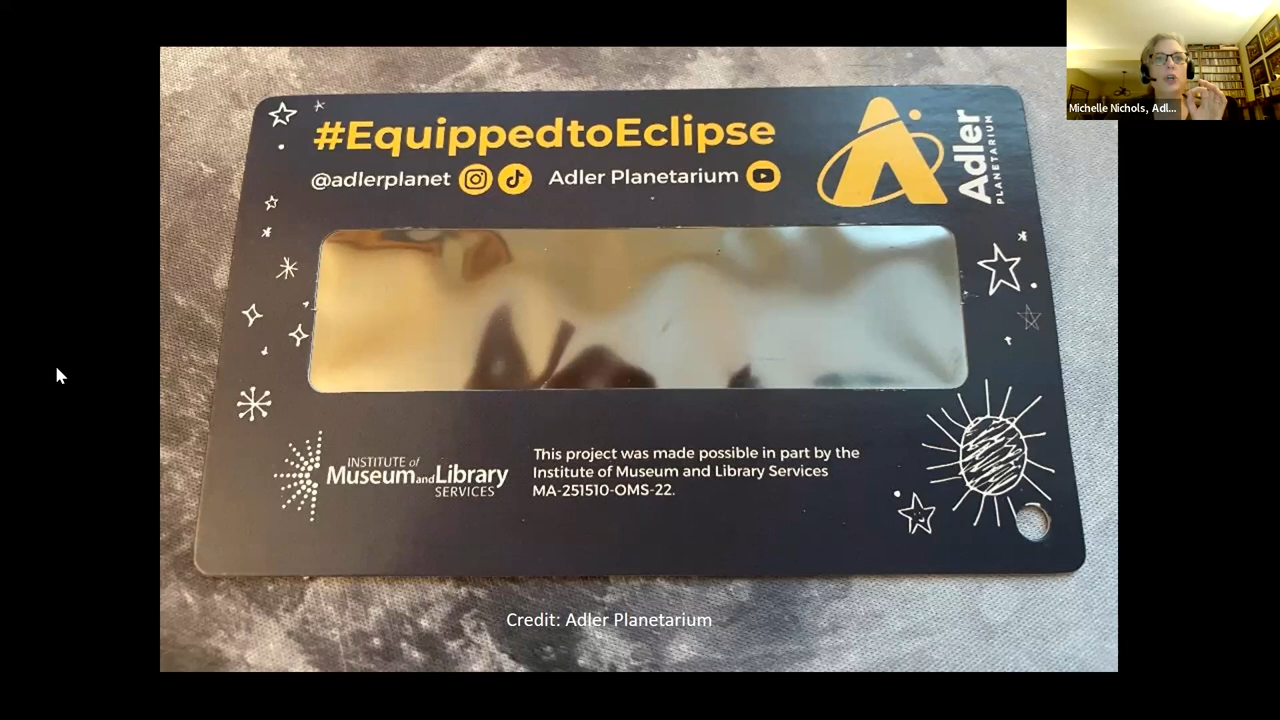 #EquippedtoEclipse
@adlerplanet
Adler Planetarium
Adler
PLANETARIUM
INSTITUTE of
Museum and Library
SERVICES
This project was made possible in part by the
Institute of Museum and Library Services
MA-251510-OMS-22.
Credit: Adler Planetarium
Michelle Nichols, Adl...